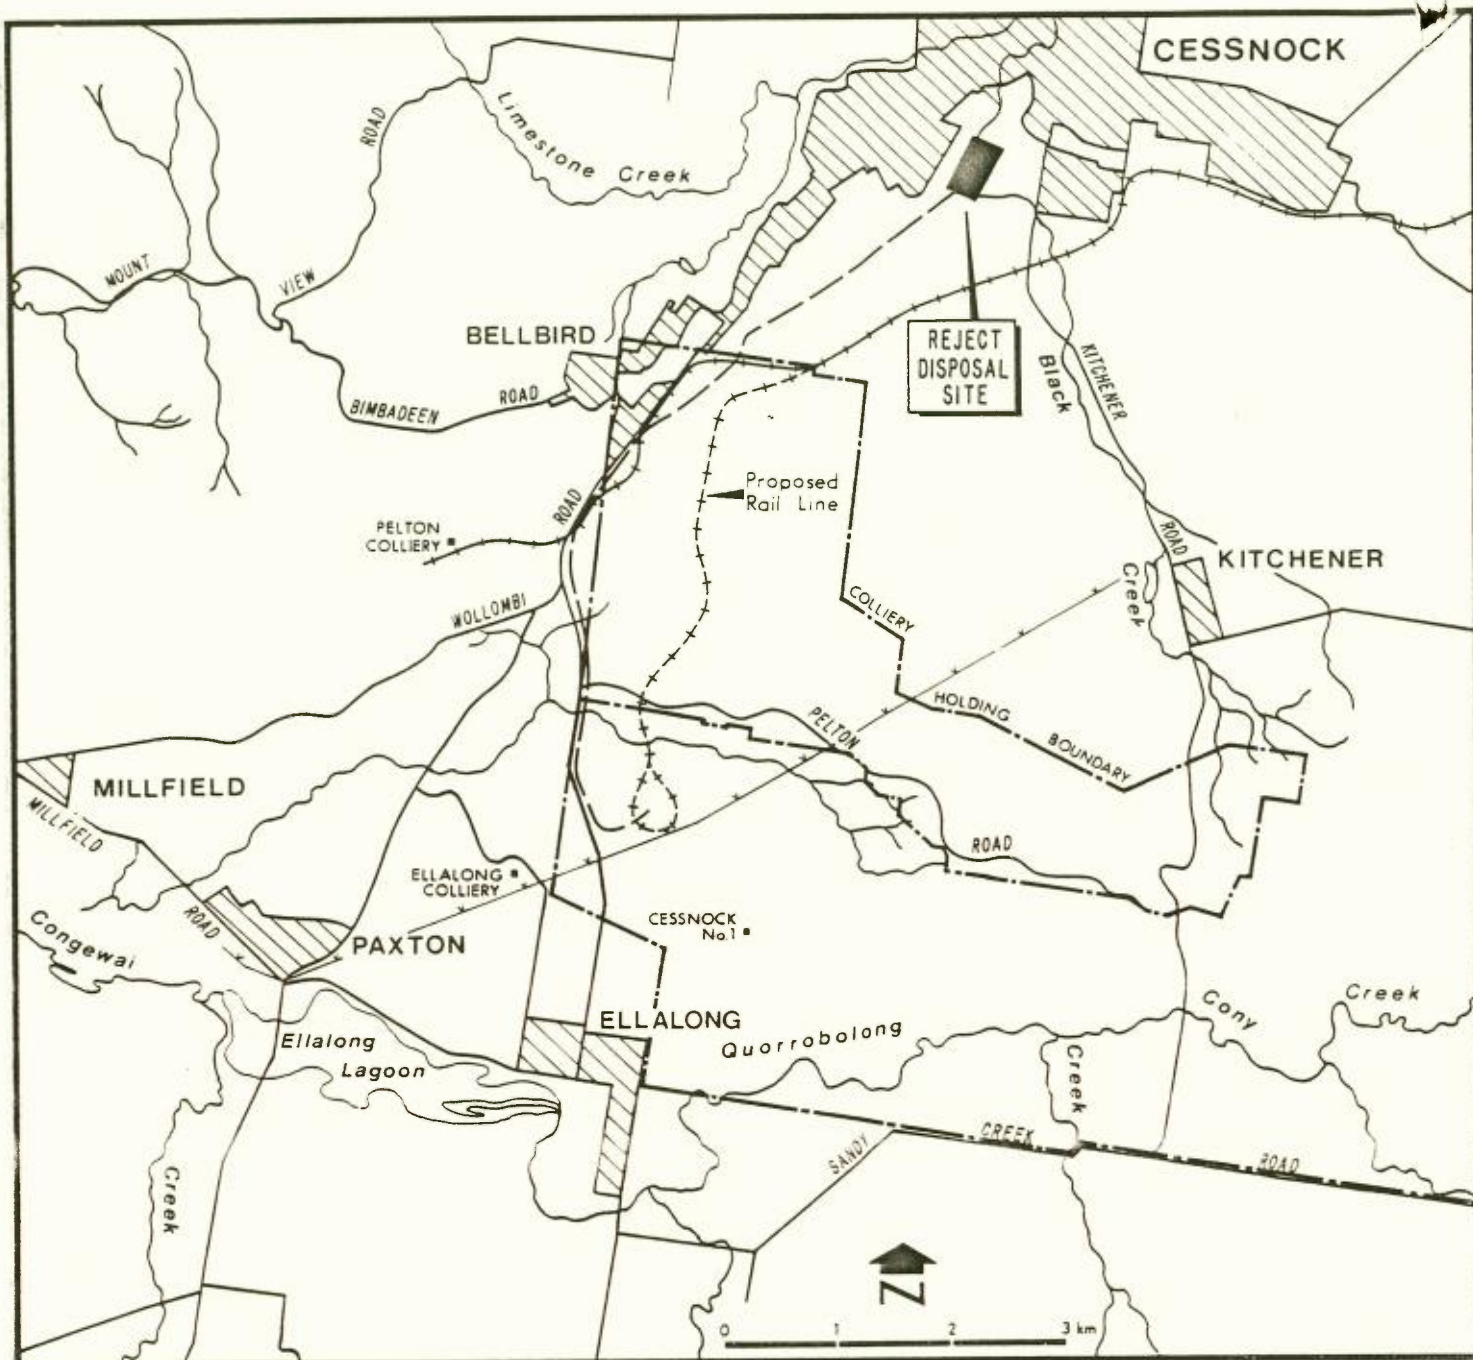 CESSNOCK
ROAD
Limestone Creek
MOUNT
VIEW
BELLBIRD
REJECT
DISPOSAL
SITE
KITCHENER
Black
BIMBADEEN
ROAD
Proposed
Rail Line
ROAD
PELTON
COLLIERY
ROAD
KITCHENER
Creek
COLLIERY
WOLLOMBI
HOLDING
PELTON
BOUNDARY
MILLFIELD
MILLFIELD
ROAD
ELLALONG
COLLIERY
CESSNOCK
No.1
ROAD
Congewai
PAXTON
Creek
Cony
ELLALONG
Quorrobolong
Ellalong
Lagoon
Creek
SANDY
CREEK
ROAD
Creek
N
0 1 2 3 km